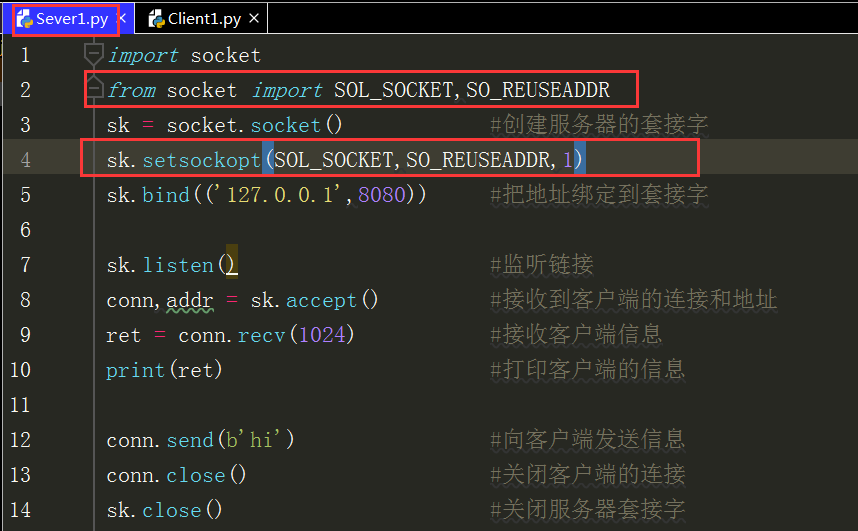 Sever1.py × Client1.py ×
1 import socket
2 from socket import SOL_SOCKET,SO_REUSEADDR
3 sk = socket.socket() #创建服务器的套接字
4 sk.setsockopt(SOL_SOCKET,SO_REUSEADDR,1)
5 sk.bind(('127.0.0.1',8080)) #把地址绑定到套接字
6
7 sk.listen() #监听链接
8 conn,addr = sk.accept() #接收到客户端的连接和地址
9 ret = conn.recv(1024) #接收客户端信息
10 print(ret) #打印客户端的信息
11
12 conn.send(b'hi') #向客户端发送信息
13 conn.close() #关闭客户端的连接
14 sk.close() #关闭服务器套接字